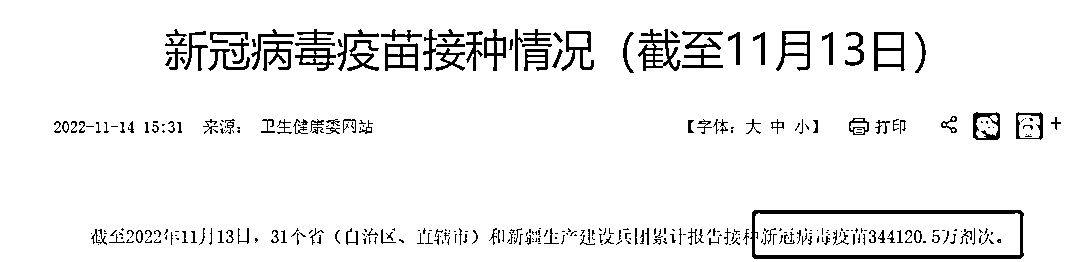 新冠病毒疫苗接种情况（截至11月13日）
2022-11-14 15:31 来源： 卫生健康委网站 【字体：大 中 小】 打印 +
截至2022年11月13日，31个省（自治区、直辖市）和新疆生产建设兵团累计报告接种新冠病毒疫苗344120.5万剂次。